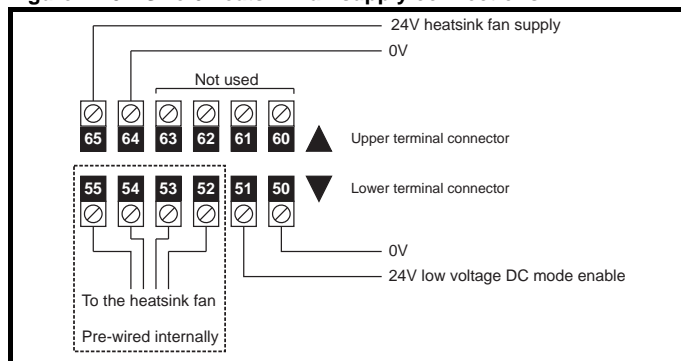 24V heatsink fan supply
0V
Not used
65 64 63 62 61 60
Upper terminal connector
55 54 53 52 51 50
Lower terminal connector
0V
24V low voltage DC mode enable
To the heatsink fan
Pre-wired internally